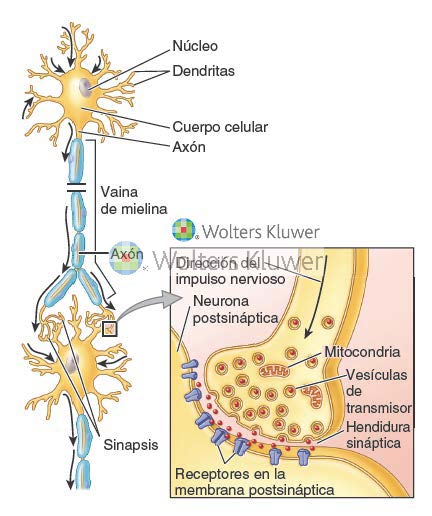 Núcleo
Dendritas
Cuerpo celular
Axón
Vaina
de mielina
Wolters Kluwer
Axón
Wolters Kluwer
Dirección del
impulso nervioso
Neurona
postsináptica
Mitocondria
Vesículas
de
transmisor
Hendidura
sináptica
Sinapsis
Receptores en la
membrana postsináptica